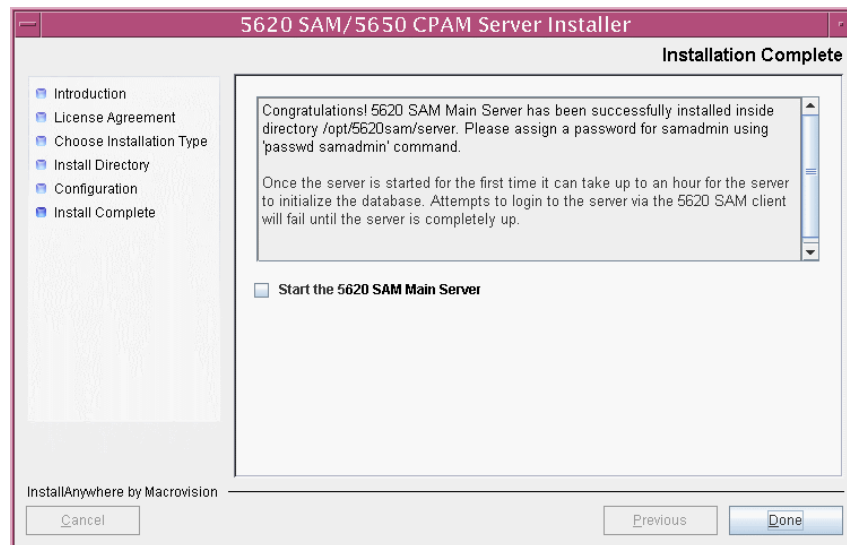 5620 SAM/5650 CPAM Server Installer
Installation Complete
Introduction
License Agreement
Choose Installation Type
Install Directory
Configuration
Install Complete
Congratulations! 5620 SAM Main Server has been successfully installed inside
directory /opt/5620sam/server. Please assign a password for samadmin using
'passwd samadmin' command.
Once the server is started for the first time it can take up to an hour for the server
to initialize the database. Attempts to login to the server via the 5620 SAM client
will fail until the server is completely up.
Start the 5620 SAM Main Server
InstallAnywhere by Macrovision
Cancel
Previous
Done